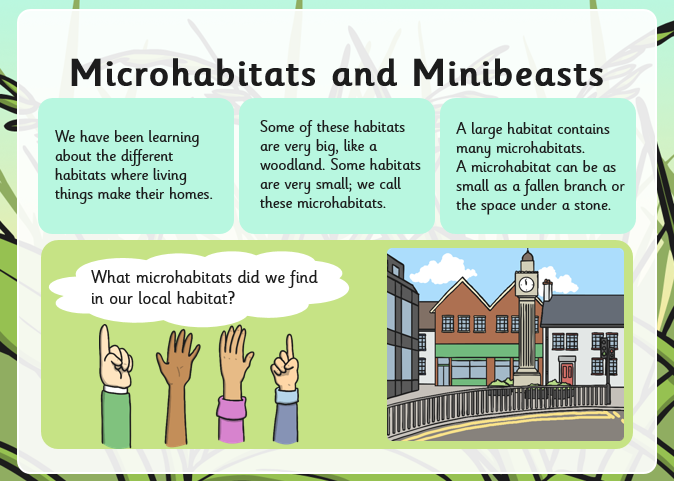 Microhabitats and Minibeasts
We have been learning
about the different
habitats where living
things make their homes.
Some of these habitats
are very big, like a
woodland. Some habitats
are very small; we call
these microhabitats.
A large habitat contains
many microhabitats.
A microhabitat can be as
small as a fallen branch or
the space under a stone.
What microhabitats did we find
in our local habitat?